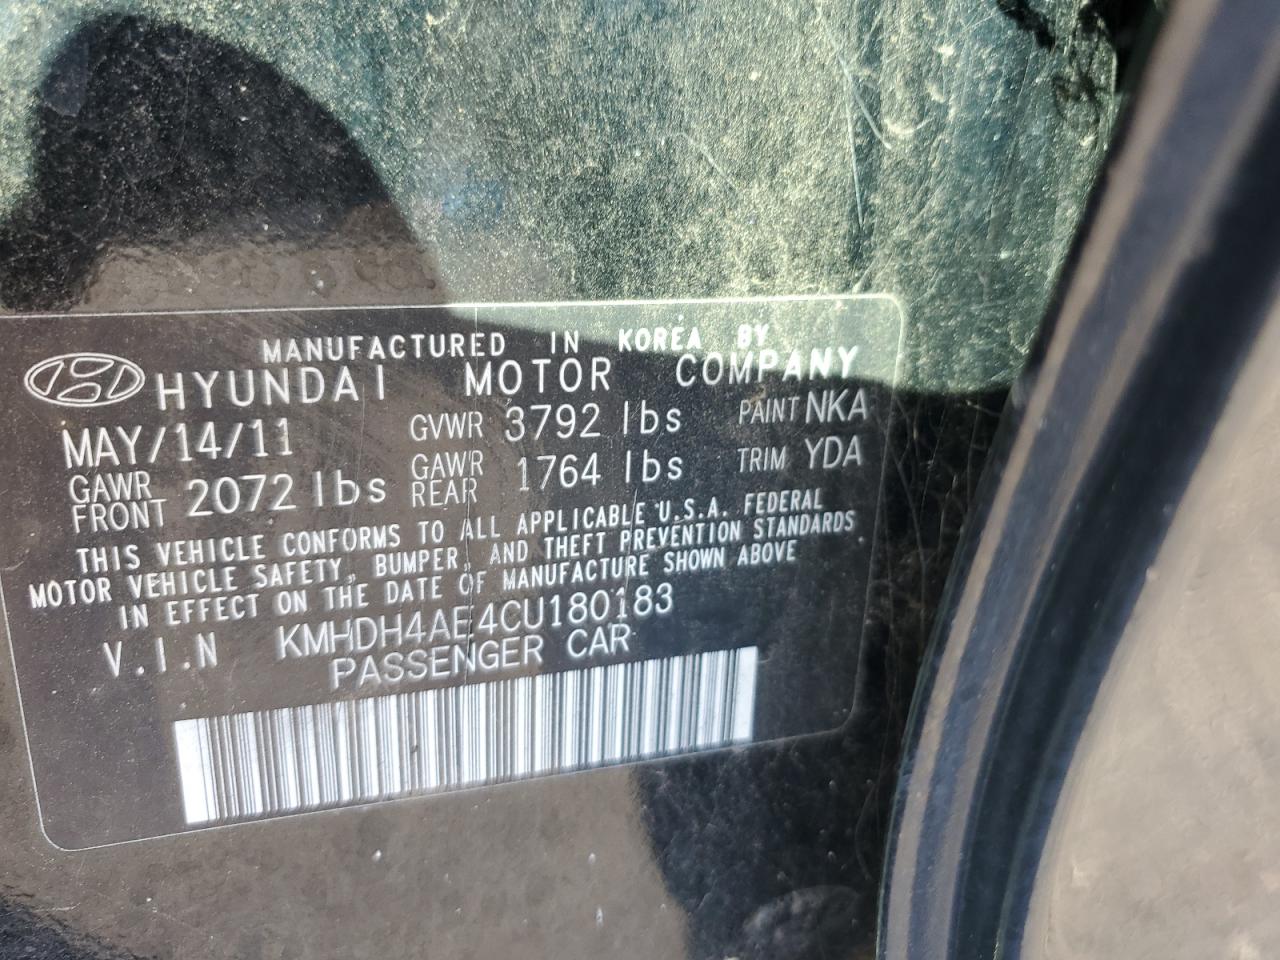 MANUFACTURED IN KOREA BY
HYUNDAI MOTOR COMPANY
MAY/14/11 GVWR 3792 lbs PAINT NKA
GAWR FRONT 2072 lbs GAWR REAR 1764 lbs TRIM YDA
THIS VEHICLE CONFORMS TO ALL APPLICABLE U.S.A. FEDERAL
MOTOR VEHICLE SAFETY, BUMPER, AND THEFT PREVENTION STANDARDS
IN EFFECT ON THE DATE OF MANUFACTURE SHOWN ABOVE
V.I.N KMHDH4AE4CU180183
PASSENGER CAR